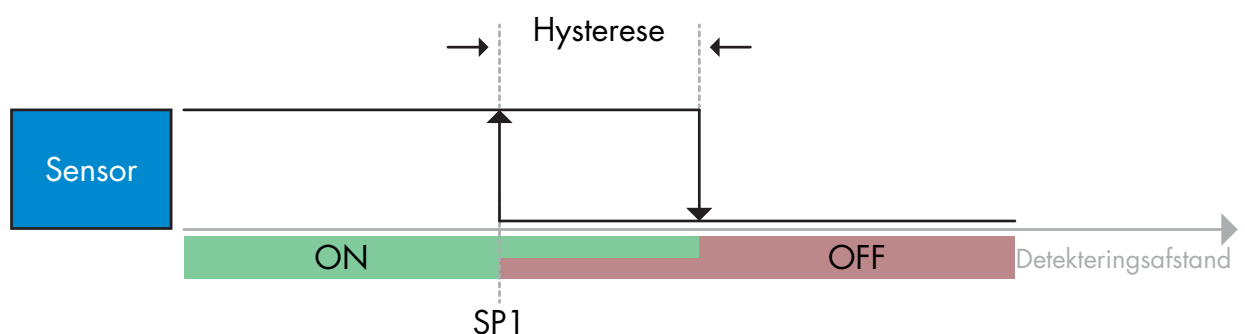 Hysterese
Sensor
ON
OFF
Detekteringsafstand
SP1